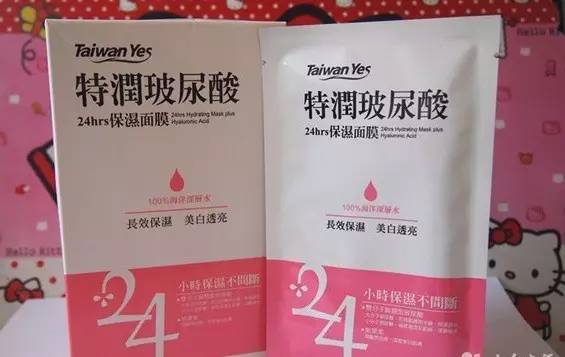 Taiwan Yes
特潤玻尿酸
24hrs保濕面膜
24hrs Hydrating Mask plus
Hyaluronic Acid
100%海洋深層水
長效保濕 美白透亮
24
小時保濕不間斷
Taiwan Yes
特潤玻尿酸
24hrs保濕面膜
24hrs Hydrating Mask plus
Hyaluronic Acid
100%海洋深層水
長效保濕 美白透亮
24
小時保濕不間斷
Hello Kitty